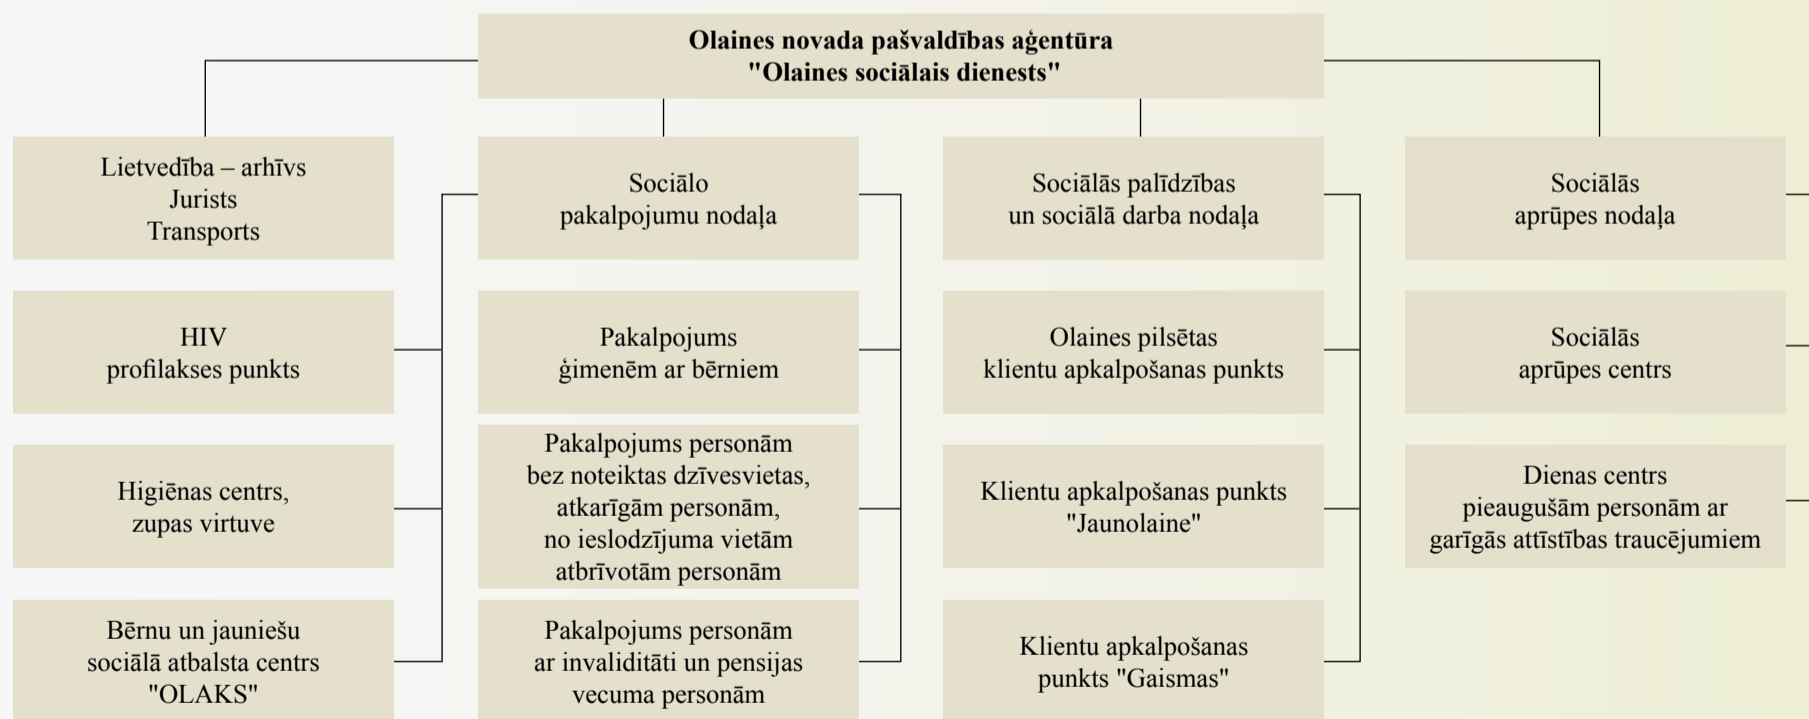 Olaines novada pašvaldības aģentūra
"Olaines sociālais dienests"
Lietvedība – arhīvs
Jurists
Transports
Sociālo
pakalpojumu nodaļa
Sociālās palīdzības
un sociālā darba nodaļa
Sociālās
aprūpes nodaļa
HIV
profilakses punkts
Pakalpojums
ģimenēm ar bērniem
Olaines pilsētas
klientu apkalpošanas punkts
Sociālās
aprūpes centrs
Higiēnas centrs,
zupas virtuve
Pakalpojums personām
bez noteiktas dzīvesvietas,
atkarīgām personām,
no ieslodzījuma vietām
atbrīvotām personām
Klientu apkalpošanas punkts
"Jaunolaine"
Dienas centrs
pieaugušām personām ar
garīgās attīstības traucējumiem
Bērnu un jauniešu
sociālā atbalsta centrs
"OLAKS"
Pakalpojums personām
ar invaliditāti un pensijas
vecuma personām
Klientu apkalpošanas
punkts "Gaismas"